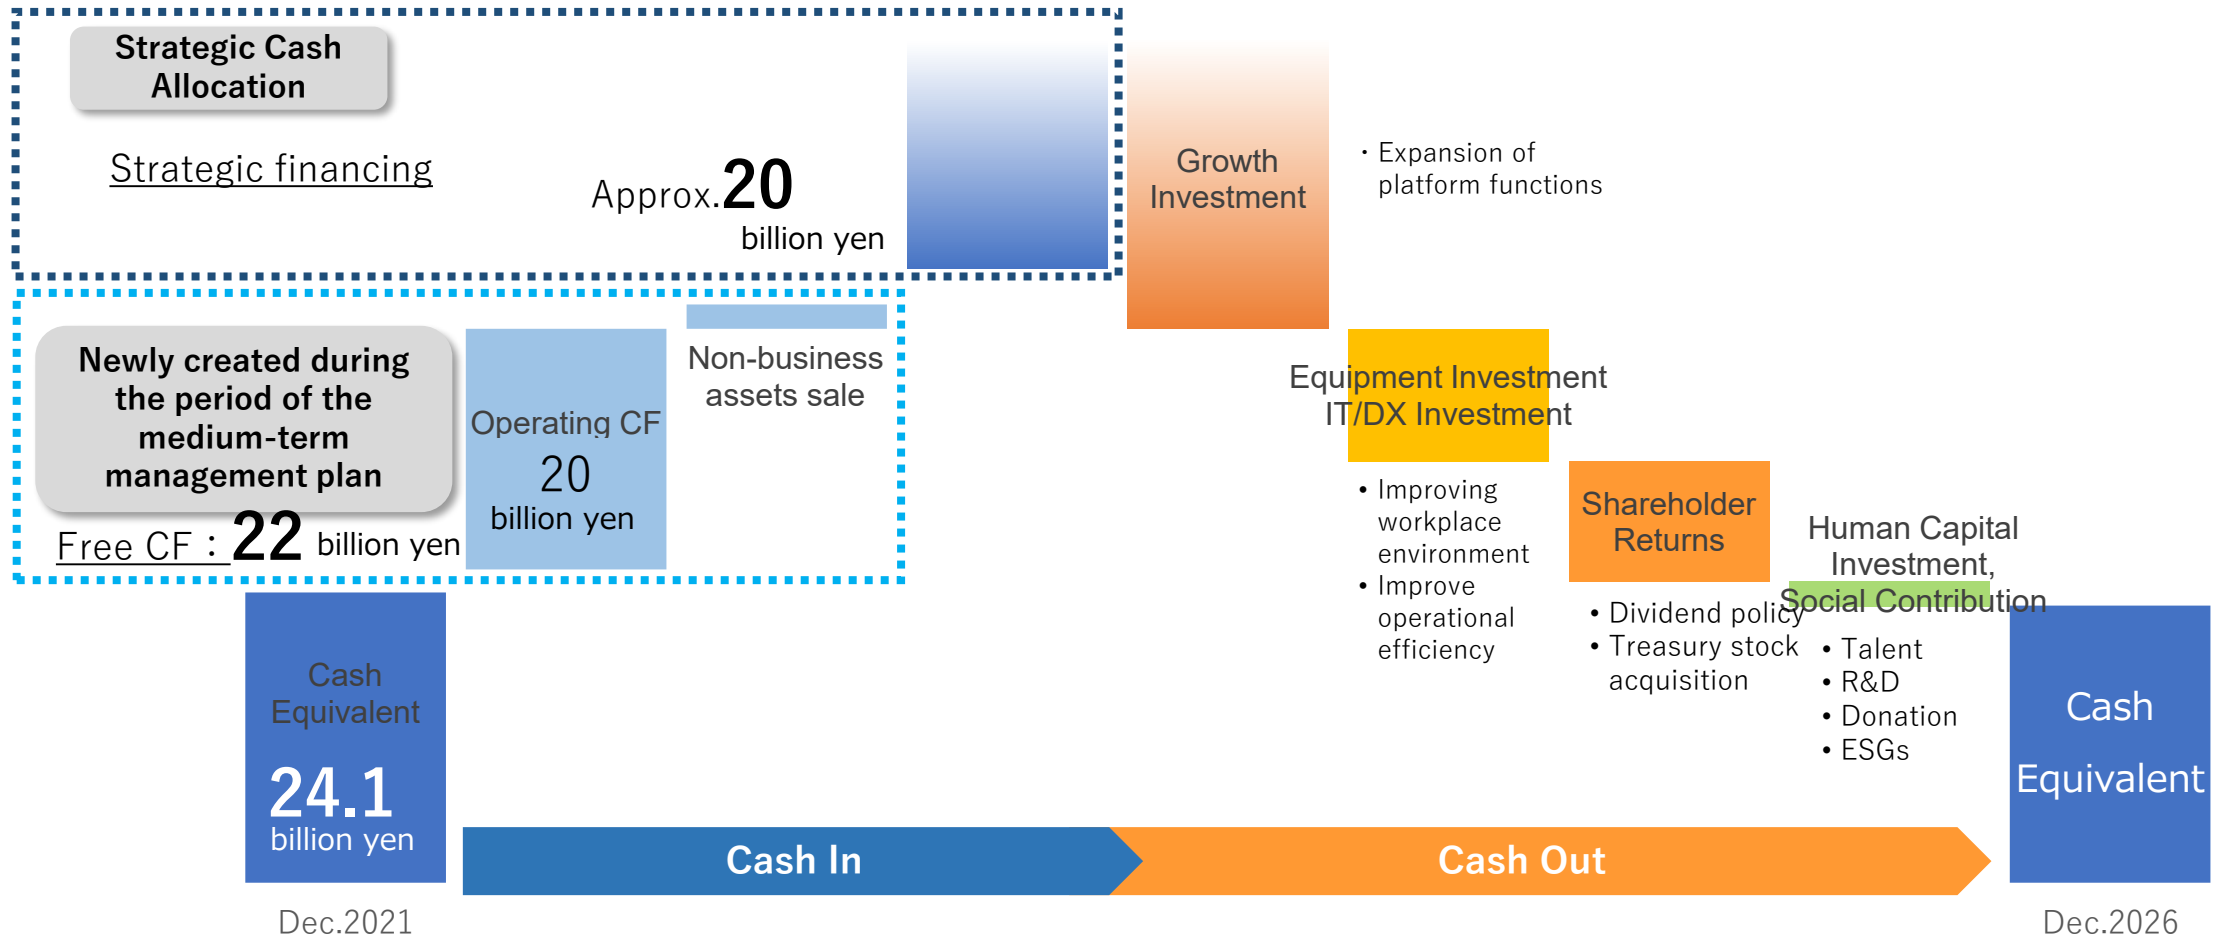 Strategic Cash
Allocation
Strategic financing
Approx.20
billion yen
Growth
Investment
・Expansion of
platform functions
Newly created during
the period of the
medium-term
management plan
Free CF：22 billion yen
Operating CF
20
billion yen
Non-business
assets sale
Equipment Investment
IT/DX Investment
• Improving
workplace
environment
• Improve
operational
efficiency
Shareholder
Returns
• Dividend policy
• Treasury stock
acquisition
Human Capital
Investment,
Social Contribution
• Talent
• R&D
• Donation
• ESGs
Cash
Equivalent
24.1
billion yen
Cash
Equivalent
Cash In
Cash Out
Dec.2021
Dec.2026